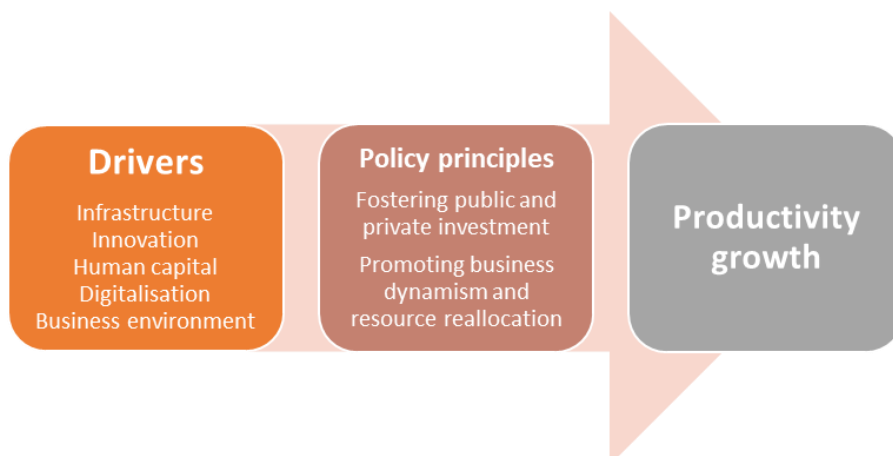 Drivers
Infrastructure
Innovation
Human capital
Digitalisation
Business environment
Policy principles
Fostering public and
private investment
Promoting business
dynamism and
resource reallocation
Productivity
growth